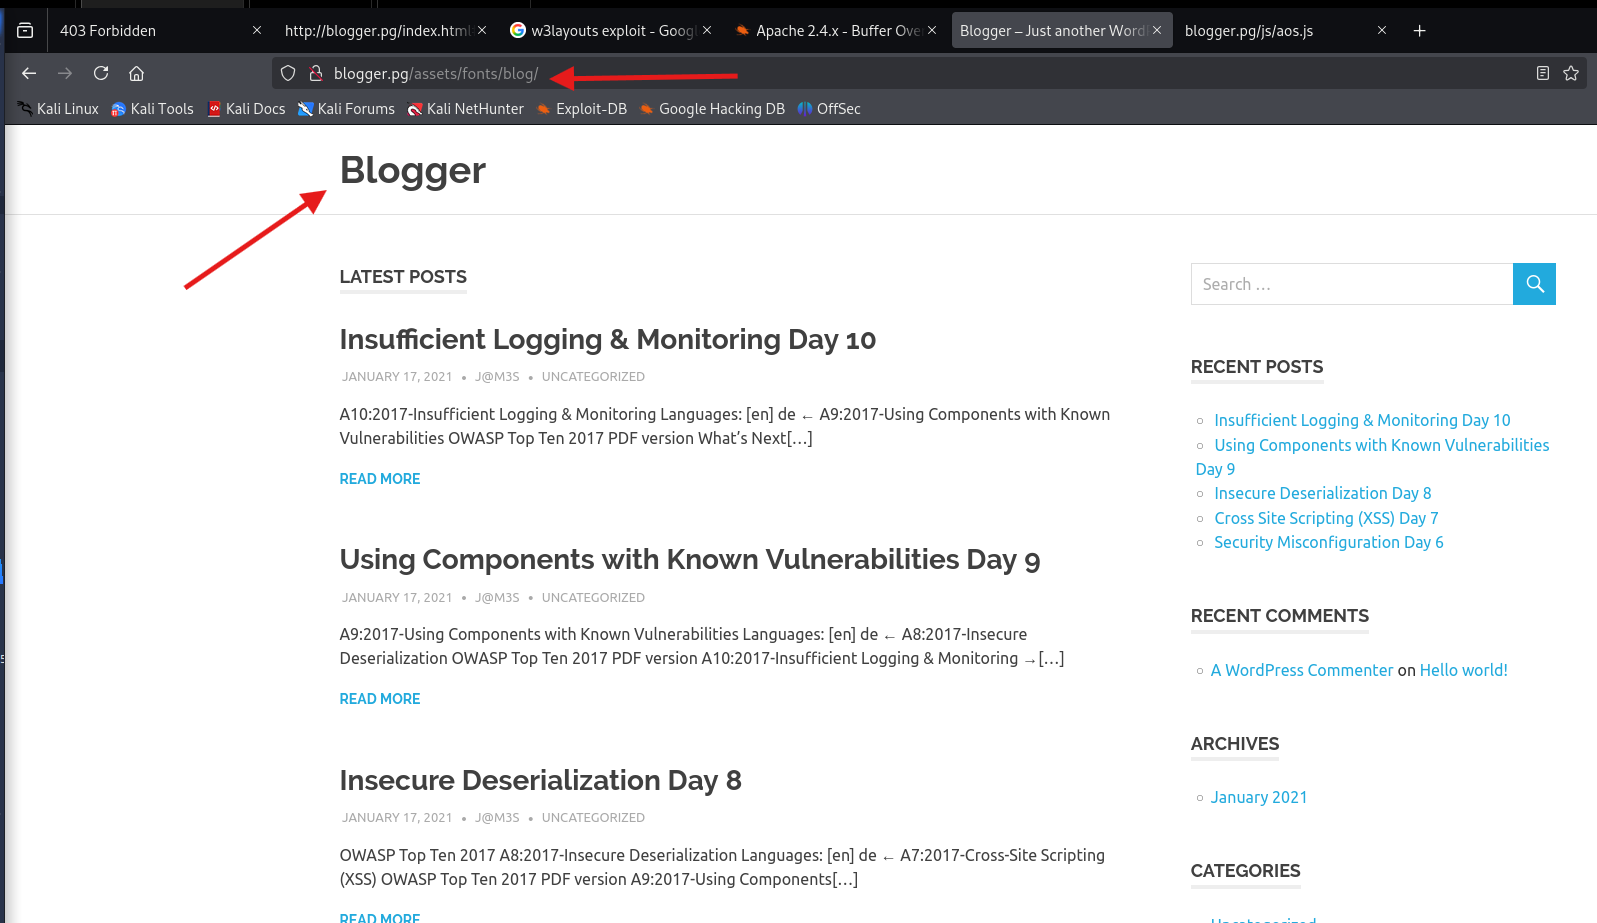 403 Forbidden
http://blogger.pg/index.html
w3layouts exploit - Goog
Apache 2.4.x - Buffer Ove
Blogger – Just another Word
blogger.pg/js/aos.js
blogger.pg/assets/fonts/blog/
Kali Linux
Kali Tools
Kali Docs
Kali Forums
Kali NetHunter
Exploit-DB
Google Hacking DB
OffSec
Blogger
LATEST POSTS
Insufficient Logging & Monitoring Day 10
JANUARY 17, 2021 • J@M3S • UNCATEGORIZED
A10:2017-Insufficient Logging & Monitoring Languages: [en] de ← A9:2017-Using Components with Known
Vulnerabilities OWASP Top Ten 2017 PDF version What’s Next[…]
READ MORE
Using Components with Known Vulnerabilities Day 9
JANUARY 17, 2021 • J@M3S • UNCATEGORIZED
A9:2017-Using Components with Known Vulnerabilities Languages: [en] de ← A8:2017-Insecure
Deserialization OWASP Top Ten 2017 PDF version A10:2017-Insufficient Logging & Monitoring →[…]
READ MORE
Insecure Deserialization Day 8
JANUARY 17, 2021 • J@M3S • UNCATEGORIZED
OWASP Top Ten 2017 A8:2017-Insecure Deserialization Languages: [en] de ← A7:2017-Cross-Site Scripting
(XSS) OWASP Top Ten 2017 PDF version A9:2017-Using Components[…]
READ MORE
Search …
RECENT POSTS
Insufficient Logging & Monitoring Day 10
Using Components with Known Vulnerabilities
Day 9
Insecure Deserialization Day 8
Cross Site Scripting (XSS) Day 7
Security Misconfiguration Day 6
RECENT COMMENTS
A WordPress Commenter on Hello world!
ARCHIVES
January 2021
CATEGORIES
Uncategorized